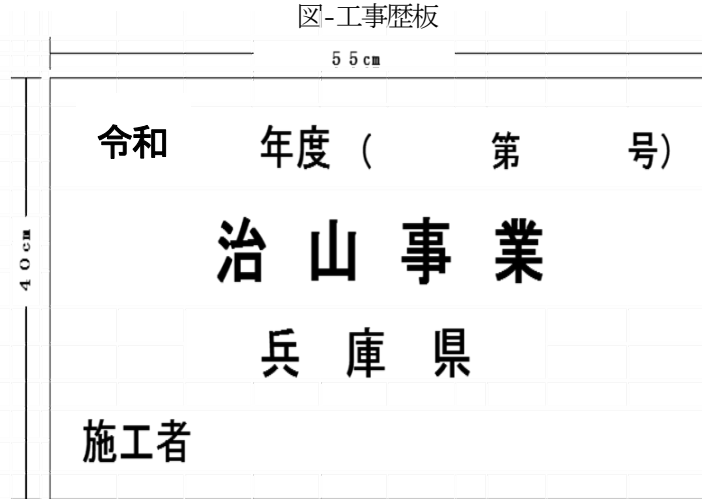 図-工事歴板
55cm
40cm
令和 年度( 第 号)
治山事業
兵庫県
施工者